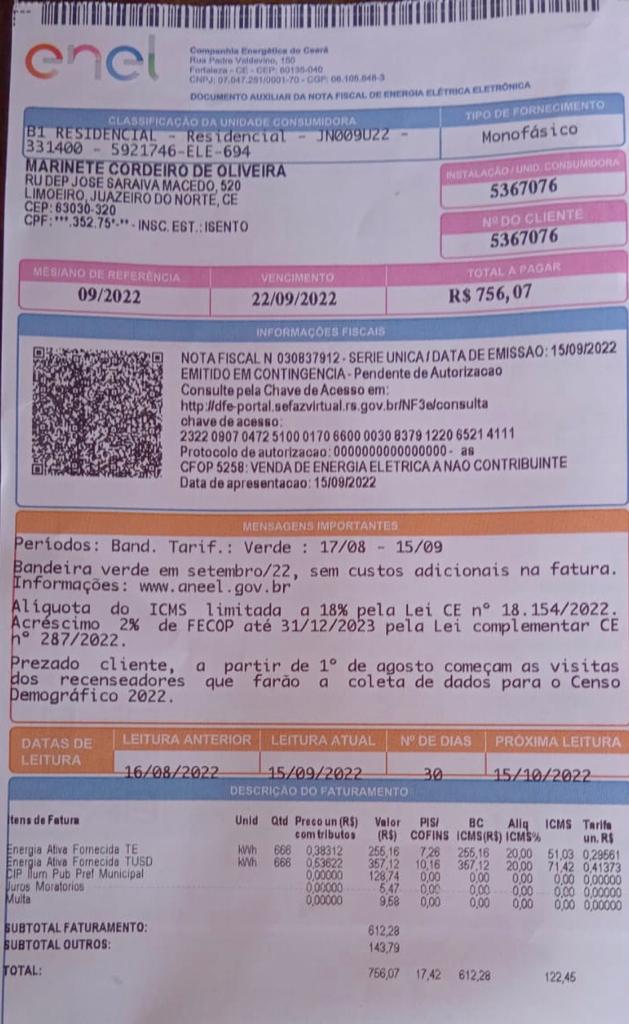 enel
Companhia Energética do Ceará
Rua Padre Valdevino, 150
Fortaleza - CE - CEP: 60135-040
CNPJ: 07.047.251/0001-70 - CGF: 06.105.848-3
DOCUMENTO AUXILIAR DA NOTA FISCAL DE ENERGIA ELÉTRICA ELETRÔNICA
CLASSIFICAÇÃO DA UNIDADE CONSUMIDORA
B1 RESIDENCIAL - Residencial - JN009U22 -
331400 - 5921746-ELE-694
TIPO DE FORNECIMENTO
Monofásico
MARINETE CORDEIRO DE OLIVEIRA
RU DEP JOSE SARAIVA MACEDO, 520
LIMOEIRO, JUAZEIRO DO NORTE, CE
CEP: 63030-320
CPF: ***.352.75*-** - INSC. EST.: ISENTO
INSTALAÇÃO / UNID. CONSUMIDORA
5367076
Nº DO CLIENTE
5367076
MÊS/ANO DE REFERÊNCIA VENCIMENTO TOTAL A PAGAR
09/2022 22/09/2022 R$ 756,07
INFORMAÇÕES FISCAIS
NOTA FISCAL N 030837912 - SERIE UNICA / DATA DE EMISSAO: 15/09/2022
EMITIDO EM CONTINGENCIA - Pendente de Autorizacao
Consulte pela Chave de Acesso em:
http://dfe-portal.sefazvirtual.rs.gov.br/NF3e/consulta
chave de acesso:
2322 0907 0472 5100 0170 6600 0030 8379 1220 6521 4111
Protocolo de autorizacao: 0000000000000000 - as
CFOP 5258: VENDA DE ENERGIA ELETRICA A NAO CONTRIBUINTE
Data de apresentacao: 15/09/2022
MENSAGENS IMPORTANTES
Períodos: Band. Tarif.: Verde : 17/08 - 15/09
Bandeira verde em setembro/22, sem custos adicionais na fatura.
Informações: www.aneel.gov.br
Alíquota do ICMS limitada a 18% pela Lei CE nº 18.154/2022.
Acréscimo 2% de FECOP até 31/12/2023 pela Lei complementar CE
nº 287/2022.
Prezado cliente, a partir de 1º de agosto começam as visitas
dos recenseadores que farão a coleta de dados para o Censo
Demográfico 2022.
DATAS DE LEITURA LEITURA ANTERIOR LEITURA ATUAL Nº DE DIAS PRÓXIMA LEITURA
16/08/2022 15/09/2022 30 15/10/2022
DESCRIÇÃO DO FATURAMENTO
Itens de Fatura Unid Qtd Preco un (R$) com tributos Valor (R$) PIS/ COFINS BC ICMS(R$) Aliq ICMS% ICMS Tarifa un. R$
Energia Ativa Fornecida TE kWh 666 0,38312 255,16 7,26 255,16 20,00 51,03 0,29561
Energia Ativa Fornecida TUSD kWh 666 0,53622 357,12 10,16 357,12 20,00 71,42 0,41373
CIP Ilum Pub Pref Municipal 0,00000 128,74 0,00 0,00 0,00 0,00 0,00000
Juros Moratorios 0,00000 5,47 0,00 0,00 0,00 0,00 0,00000
Multa 0,00000 9,58 0,00 0,00 0,00 0,00 0,00000
SUBTOTAL FATURAMENTO: 612,28
SUBTOTAL OUTROS: 143,79
TOTAL: 756,07 17,42 612,28 122,45